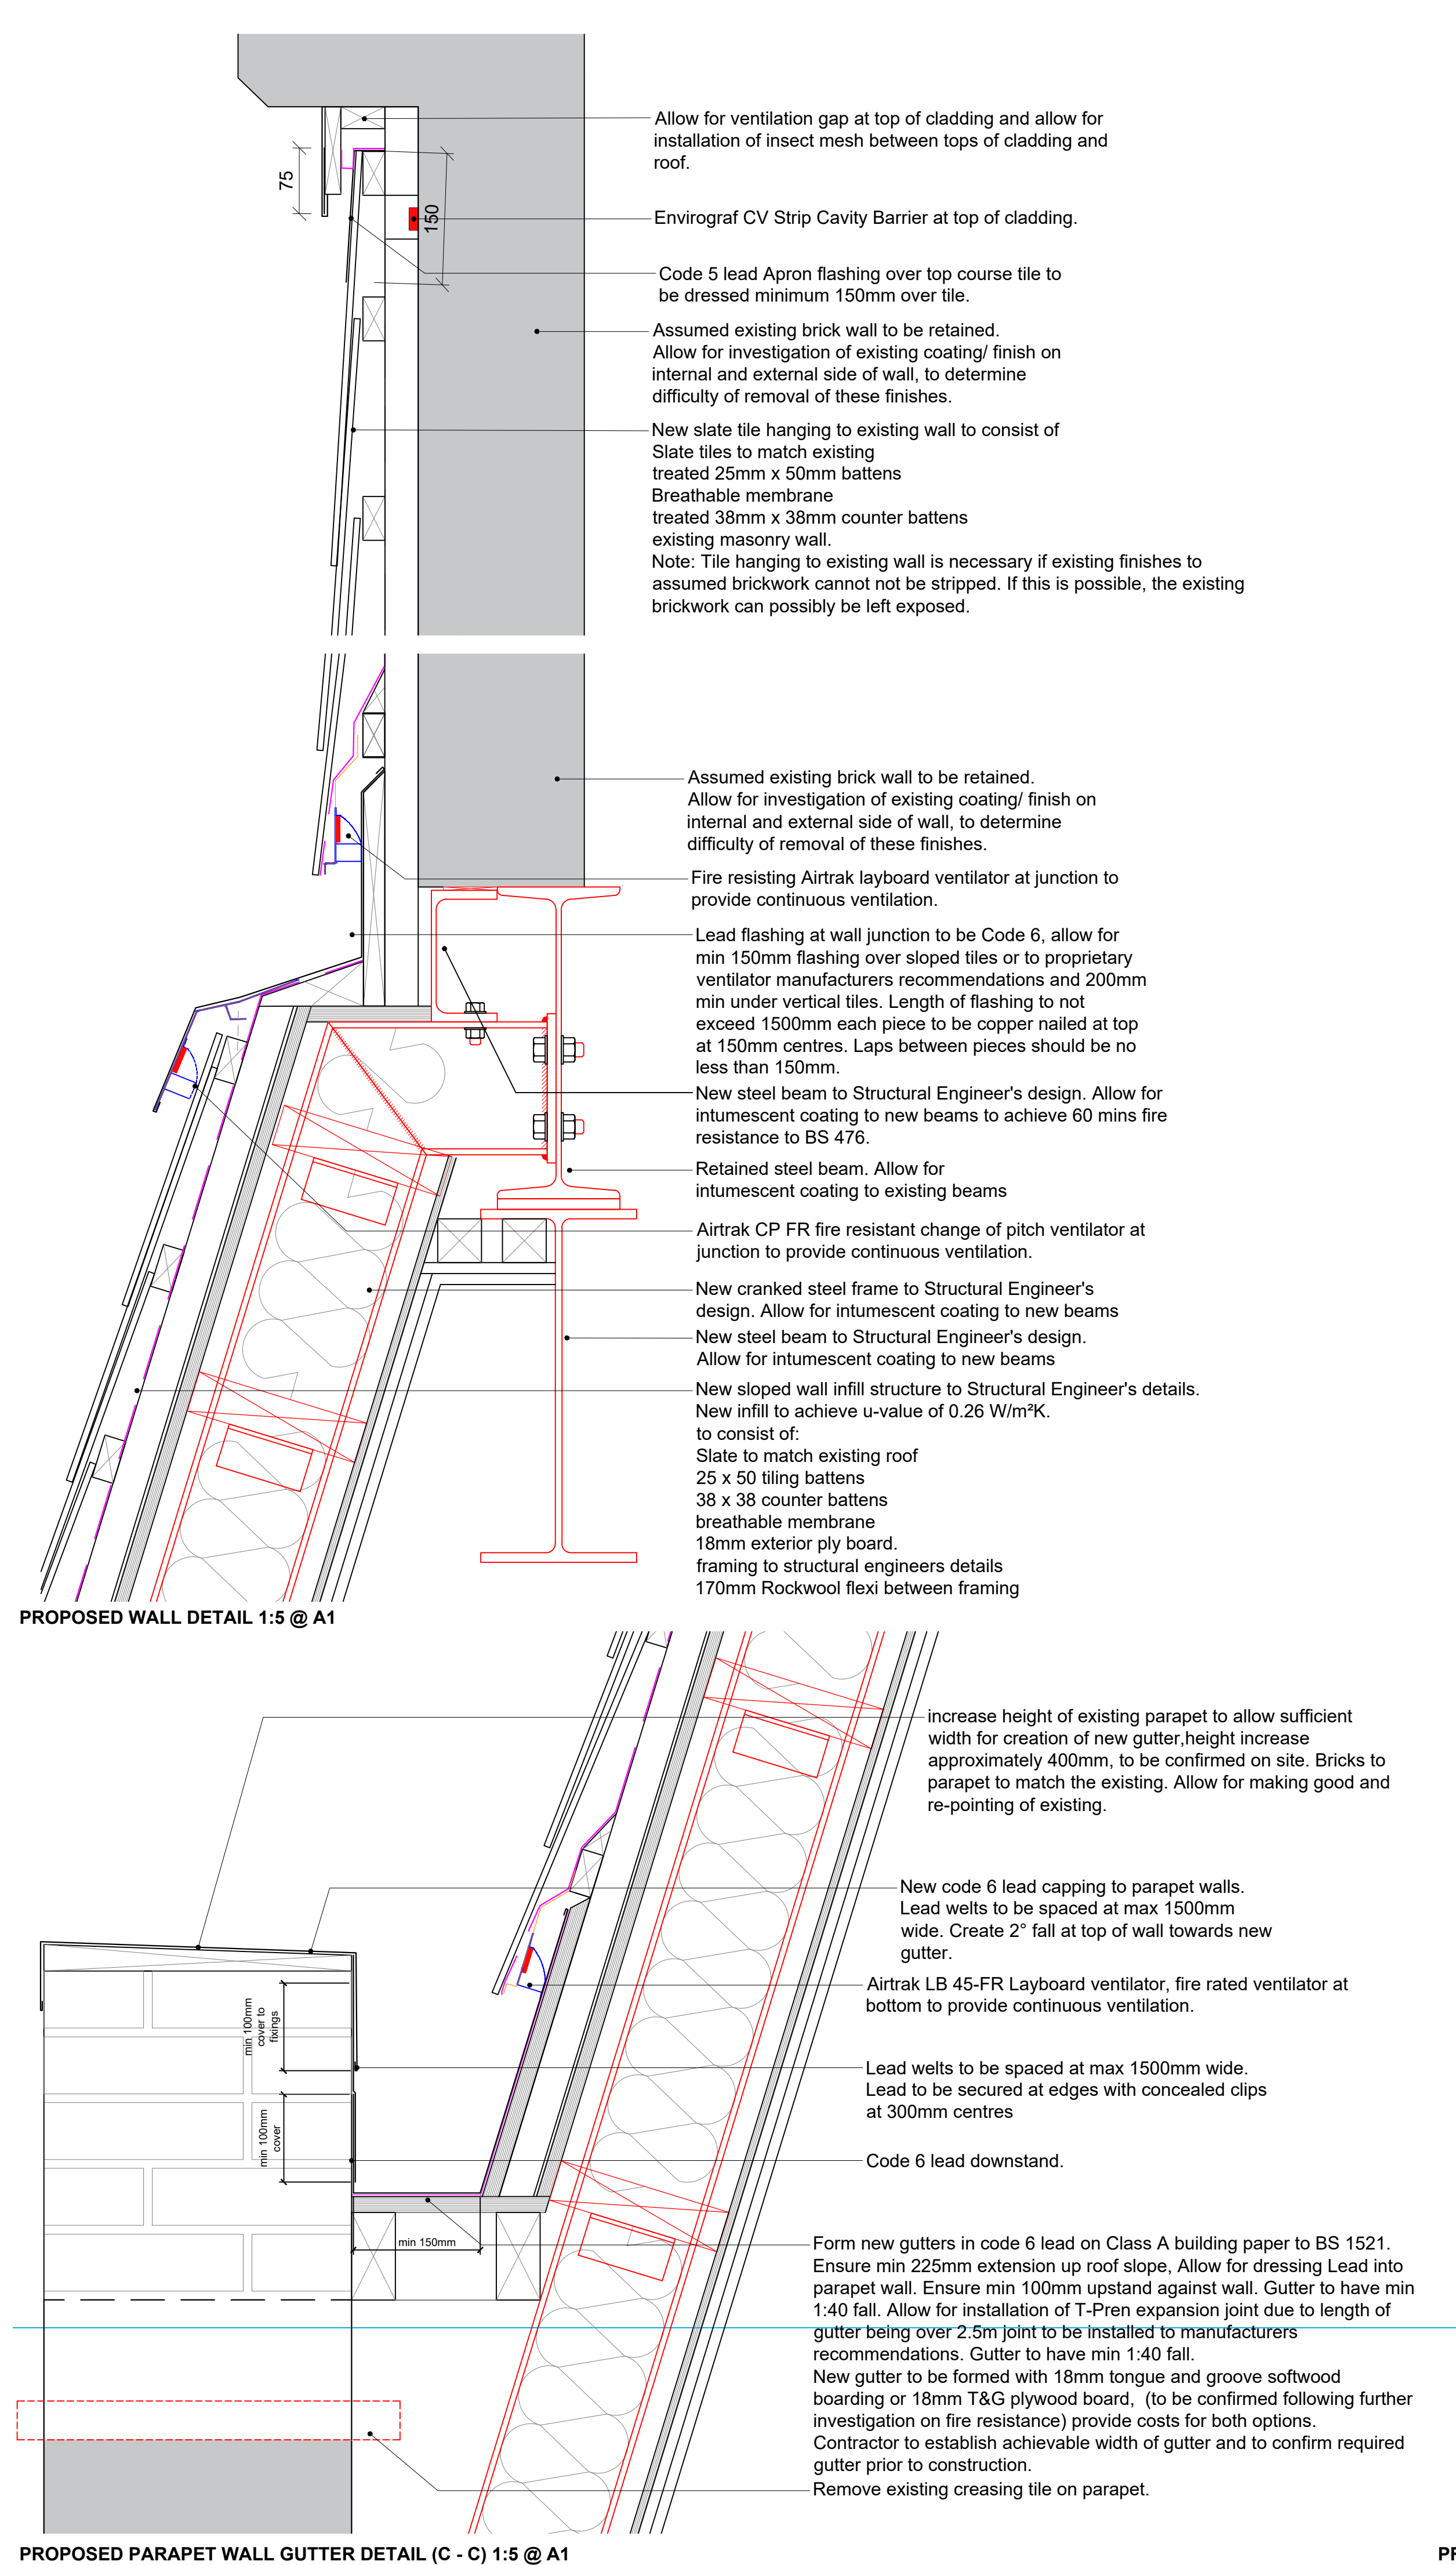 Allow for ventilation gap at top of cladding and allow for
installation of insect mesh between tops of cladding and
roof.
75
150
Envirograf CV Strip Cavity Barrier at top of cladding.
Code 5 lead Apron flashing over top course tile to
be dressed minimum 150mm over tile.
Assumed existing brick wall to be retained.
Allow for investigation of existing coating/ finish on
internal and external side of wall, to determine
difficulty of removal of these finishes.
New slate tile hanging to existing wall to consist of
Slate tiles to match existing
treated 25mm x 50mm battens
Breathable membrane
treated 38mm x 38mm counter battens
existing masonry wall.
Note: Tile hanging to existing wall is necessary if existing finishes to
assumed brickwork cannot not be stripped. If this is possible, the existing
brickwork can possibly be left exposed.
Assumed existing brick wall to be retained.
Allow for investigation of existing coating/ finish on
internal and external side of wall, to determine
difficulty of removal of these finishes.
Fire resisting Airtrak layboard ventilator at junction to
provide continuous ventilation.
Lead flashing at wall junction to be Code 6, allow for
min 150mm flashing over sloped tiles or to proprietary
ventilator manufacturers recommendations and 200mm
min under vertical tiles. Length of flashing to not
exceed 1500mm each piece to be copper nailed at top
at 150mm centres. Laps between pieces should be no
less than 150mm.
New steel beam to Structural Engineer's design. Allow for
intumescent coating to new beams to achieve 60 mins fire
resistance to BS 476.
Retained steel beam. Allow for
intumescent coating to existing beams
Airtrak CP FR fire resistant change of pitch ventilator at
junction to provide continuous ventilation.
New cranked steel frame to Structural Engineer's
design. Allow for intumescent coating to new beams
New steel beam to Structural Engineer's design.
Allow for intumescent coating to new beams
New sloped wall infill structure to Structural Engineer's details.
New infill to achieve u-value of 0.26 W/m²K.
to consist of:
Slate to match existing roof
25 x 50 tiling battens
38 x 38 counter battens
breathable membrane
18mm exterior ply board.
framing to structural engineers details
170mm Rockwool flexi between framing
PROPOSED WALL DETAIL 1:5 @ A1
increase height of existing parapet to allow sufficient
width for creation of new gutter,height increase
approximately 400mm, to be confirmed on site. Bricks to
parapet to match the existing. Allow for making good and
re-pointing of existing.
New code 6 lead capping to parapet walls.
Lead welts to be spaced at max 1500mm
wide. Create 2° fall at top of wall towards new
gutter.
Airtrak LB 45-FR Layboard ventilator, fire rated ventilator at
bottom to provide continuous ventilation.
min 100mm
cover to
fixings
Lead welts to be spaced at max 1500mm wide.
Lead to be secured at edges with concealed clips
at 300mm centres
min 100mm
cover
Code 6 lead downstand.
min 150mm
Form new gutters in code 6 lead on Class A building paper to BS 1521.
Ensure min 225mm extension up roof slope, Allow for dressing Lead into
parapet wall. Ensure min 100mm upstand against wall. Gutter to have min
1:40 fall. Allow for installation of T-Pren expansion joint due to length of
gutter being over 2.5m joint to be installed to manufacturers
recommendations. Gutter to have min 1:40 fall.
New gutter to be formed with 18mm tongue and groove softwood
boarding or 18mm T&G plywood board, (to be confirmed following further
investigation on fire resistance) provide costs for both options.
Contractor to establish achievable width of gutter and to confirm required
gutter prior to construction.
Remove existing creasing tile on parapet.
PROPOSED PARAPET WALL GUTTER DETAIL (C - C) 1:5 @ A1